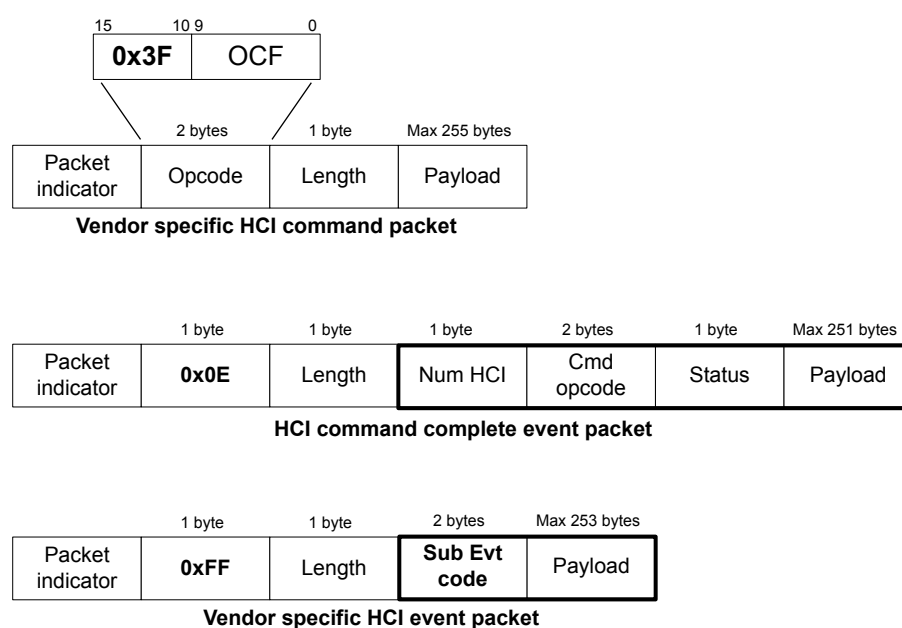 15 10 9 0
0x3F OCF
2 bytes 1 byte Max 255 bytes
Packet indicator Opcode Length Payload
Vendor specific HCI command packet
1 byte 1 byte 1 byte 2 bytes 1 byte Max 251 bytes
Packet indicator 0x0E Length Num HCI Cmd opcode Status Payload
HCI command complete event packet
1 byte 1 byte 2 bytes Max 253 bytes
Packet indicator 0xFF Length Sub Evt code Payload
Vendor specific HCI event packet